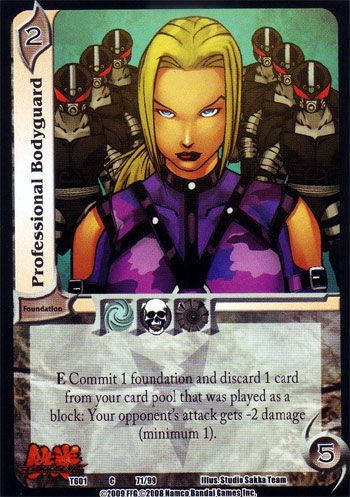 2
Professional Bodyguard
Foundation
E Commit 1 foundation and discard 1 card
from your card pool that was played as a
block: Your opponent's attack gets -2 damage
(minimum 1).
5
T601 C 71/99 Illus. Studio Sakka Team
©2009 FFG ©2008 Namco Bandai Games Inc.